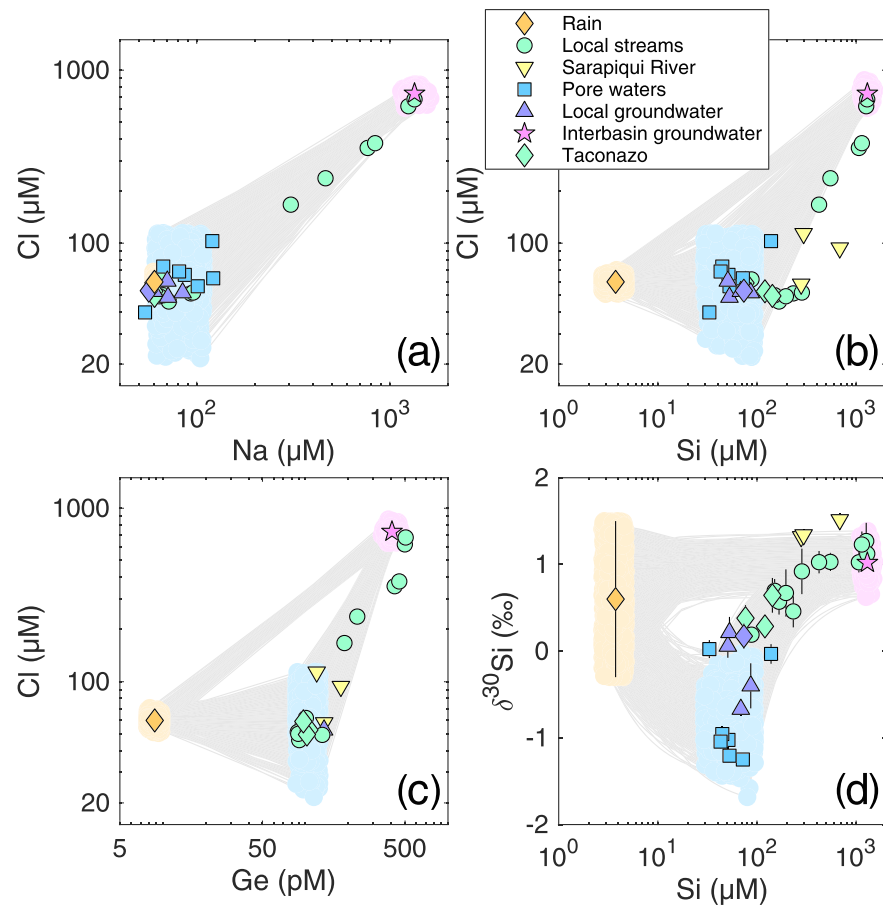 Rain
Local streams
Sarapiqui River
Pore waters
Local groundwater
Interbasin groundwater
Taconazo
1000
100
20
Cl (µM)
10²
10³
Na (µM)
(a)
100
20
Cl (µM)
10⁰
10¹
10²
10³
Si (µM)
(b)
1000
100
20
Cl (µM)
5
50
500
Ge (pM)
(c)
2
1
0
-1
-2
δ³⁰Si (‰)
10⁰
10¹
10²
10³
Si (µM)
(d)